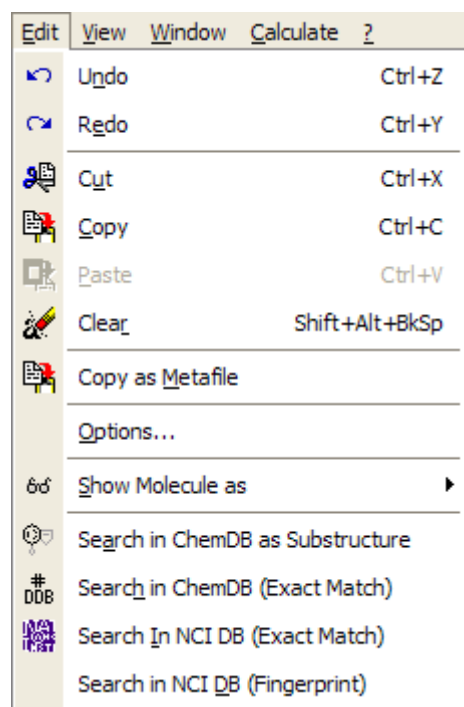 Edit View Window Calculate ?
Undo Ctrl+Z
Redo Ctrl+Y
Cut Ctrl+X
Copy Ctrl+C
Paste Ctrl+V
Clear Shift+Alt+BkSp
Copy as Metafile
Options...
Show Molecule as
Search in ChemDB as Substructure
# DDB Search in ChemDB (Exact Match)
Search In NCI DB (Exact Match)
Search in NCI DB (Fingerprint)